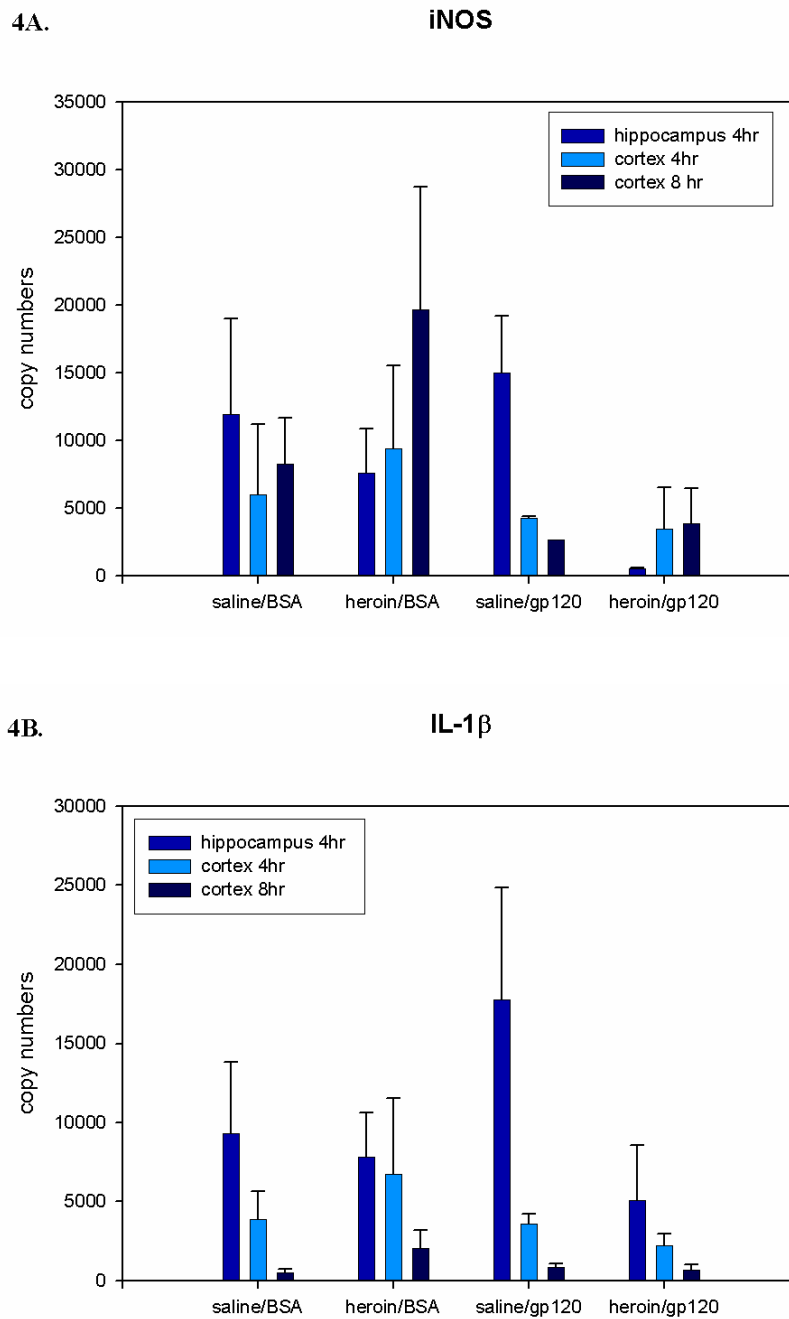 4A.
iNOS
35000
30000
25000
20000
15000
10000
5000
0
copy numbers
hippocampus 4hr
cortex 4hr
cortex 8 hr
saline/BSA heroin/BSA saline/gp120 heroin/gp120
4B.
IL-1β
30000
25000
20000
15000
10000
5000
0
copy numbers
hippocampus 4hr
cortex 4hr
cortex 8hr
saline/BSA heroin/BSA saline/gp120 heroin/gp120